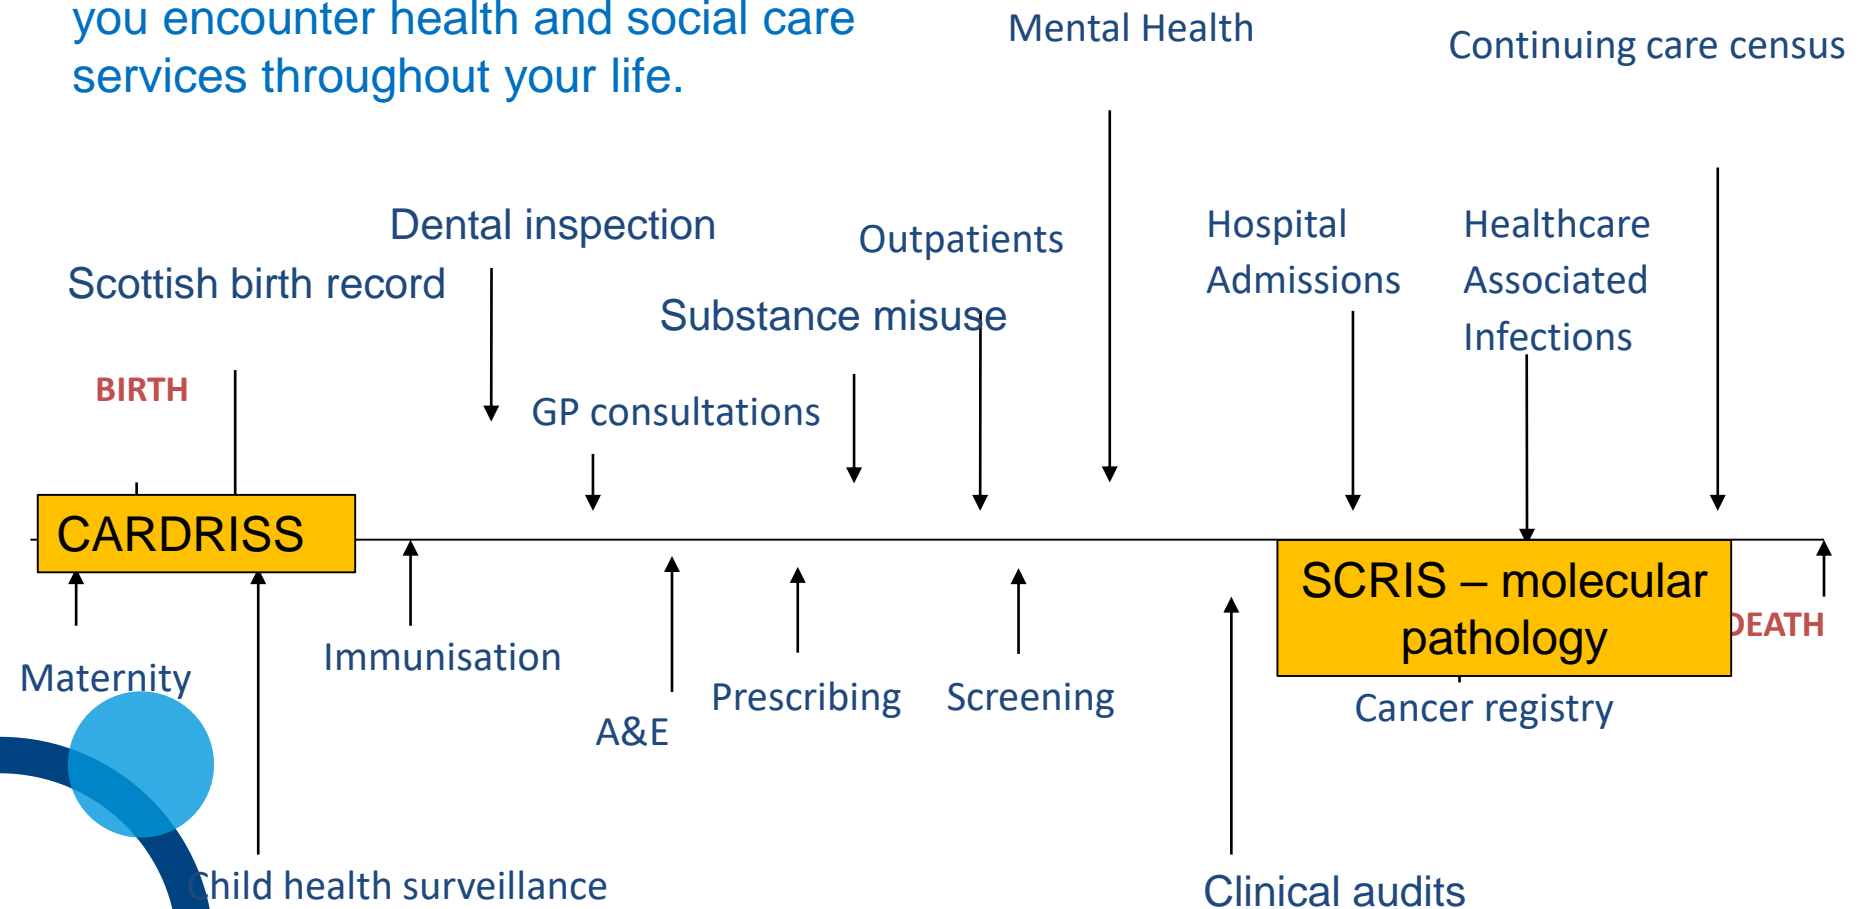 you encounter health and social care
services throughout your life.
Mental Health
Continuing care census
Dental inspection
Outpatients
Hospital
Admissions
Healthcare
Associated
Infections
Scottish birth record
Substance misuse
BIRTH
GP consultations
CARDRISS
SCRIS – molecular
pathology
DEATH
Maternity
Immunisation
A&E
Prescribing
Screening
Cancer registry
Child health surveillance
Clinical audits